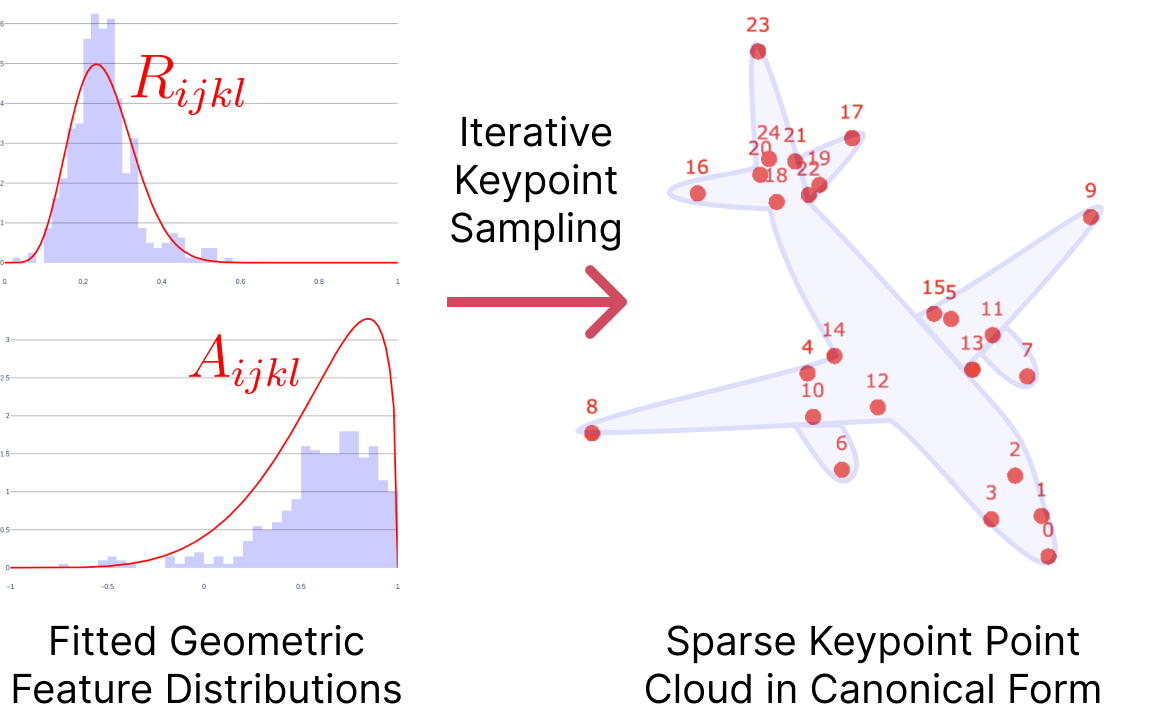 6
5
4
3
2
1
0
0 0.2 0.4 0.6 0.8 1
R_{ijkl}
3
2.5
2
1.5
1
0.5
0
−1 −0.5 0 0.5 1
A_{ijkl}
Fitted Geometric
Feature Distributions
Iterative
Keypoint
Sampling
23
17
24 21
20 19
16 18 22
9
15 5
11
14 13
4 7
10 12
8
6
2
3 1
0
Sparse Keypoint Point
Cloud in Canonical Form